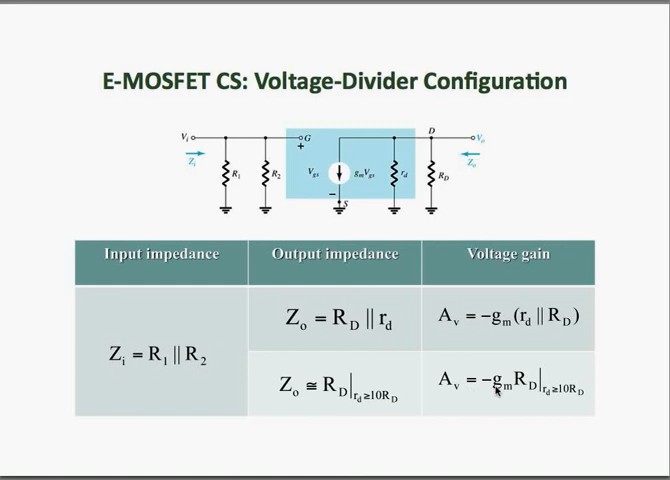 E-MOSFET CS: Voltage-Divider Configuration
Vi
G
D
Vo
+
Zi
R1
R2
Vgs
gmVgs
rd
RD
Zo
−
S
Input impedance
Output impedance
Voltage gain
Zi = R1 || R2
Zo = RD || rd
Av = −gm(rd || RD)
Zo ≅ RD|rd≥10RD
Av = −gmRD|rd≥10RD